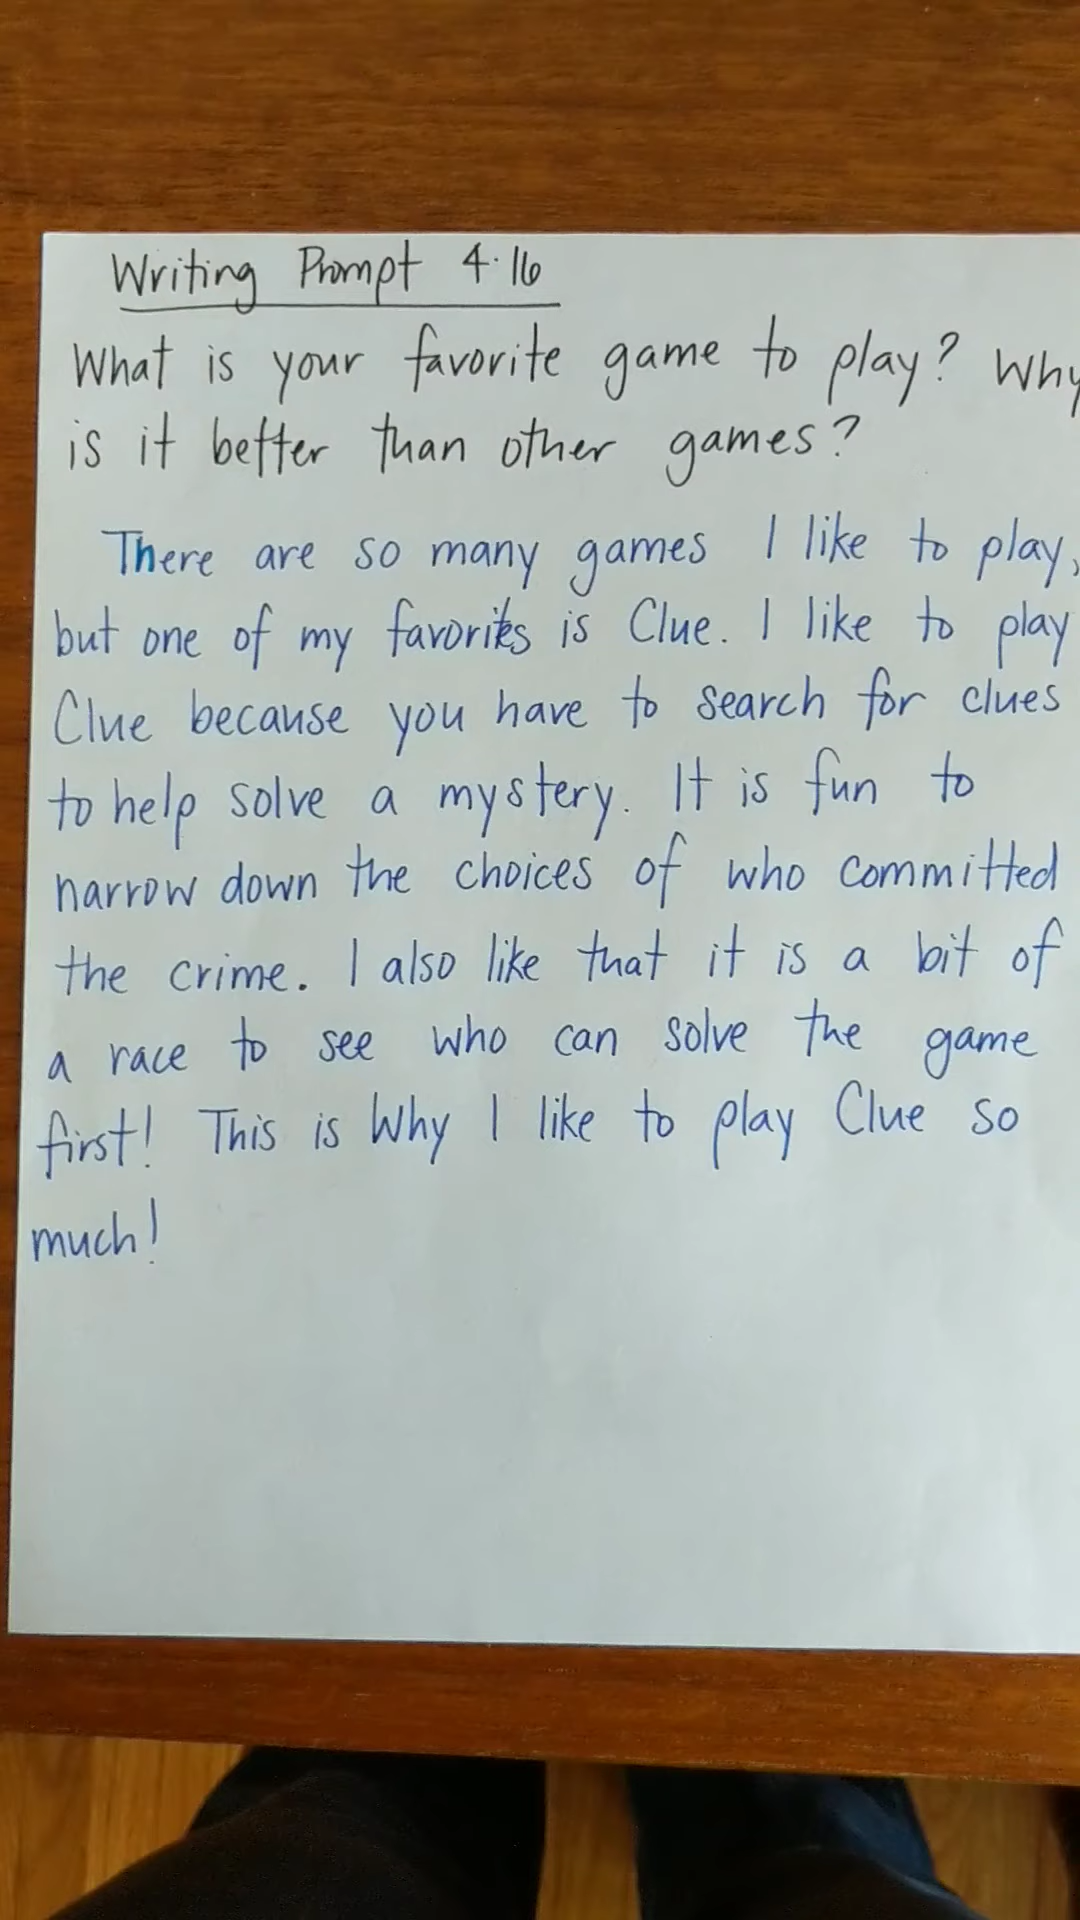 Writing Prompt 4.16
What is your favorite game to play? Why
is it better than other games?
There are so many games I like to play,
but one of my favorites is Clue. I like to play
Clue because you have to search for clues
to help solve a mystery. It is fun to
narrow down the choices of who committed
the crime. I also like that it is a bit of
a race to see who can solve the game
first! This is Why I like to play Clue so
much!